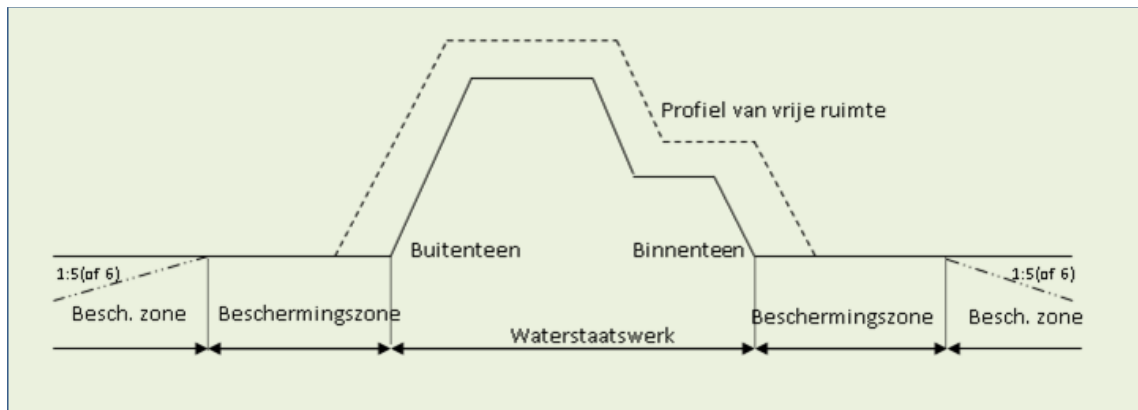 Profiel van vrije ruimte
Buitenteen
Binnenteen
1:5(of 6)
1:5(of 6)
Besch. zone
Beschermingszone
Waterstaatswerk
Beschermingszone
Besch. zone